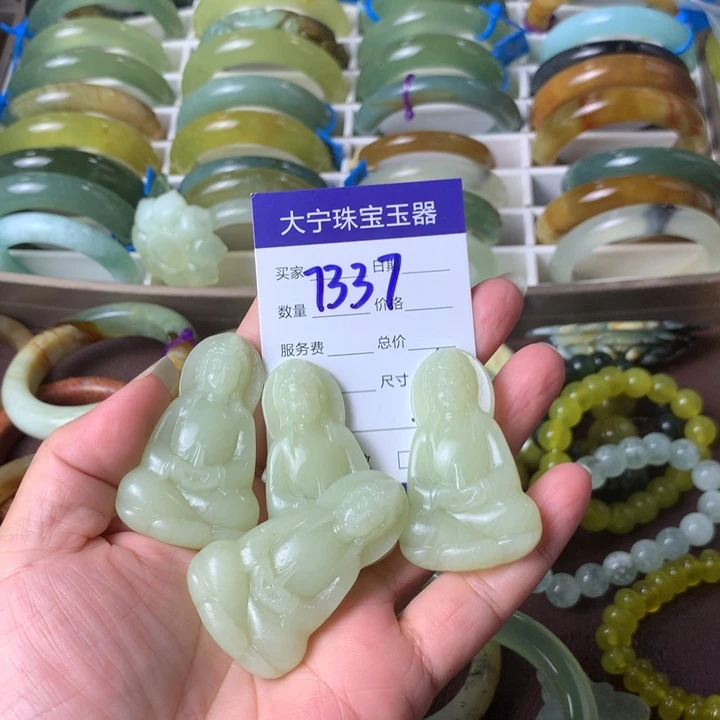 大宁珠宝玉器
买家 7337 日期
数量 价格
服务费 总价
尺寸